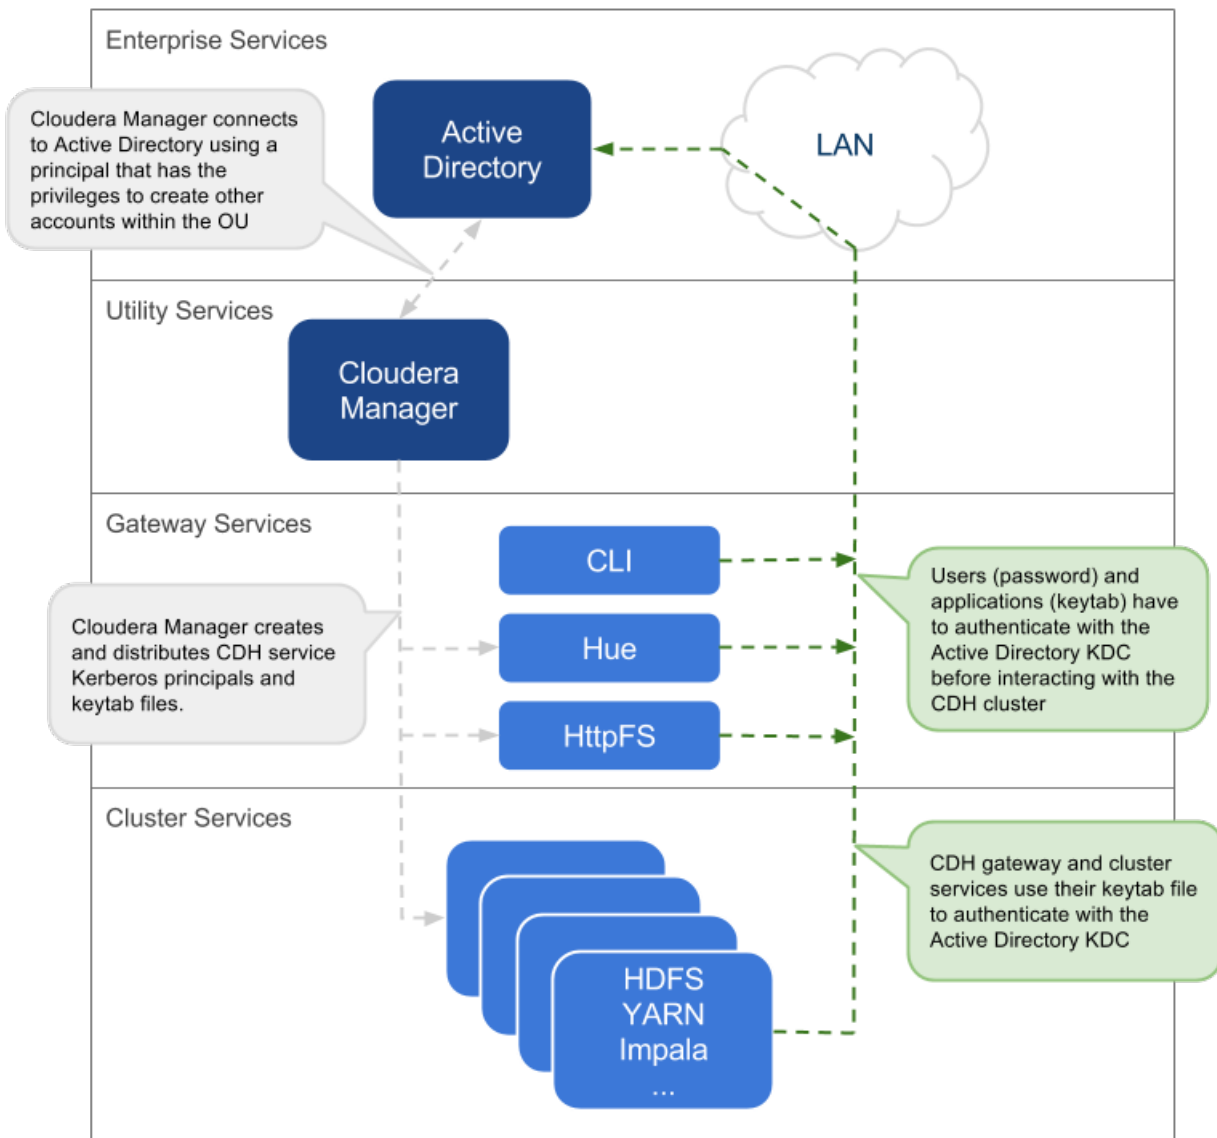 Enterprise Services
Cloudera Manager connects
to Active Directory using a
principal that has the
privileges to create other
accounts within the OU
Active
Directory
LAN
Utility Services
Cloudera
Manager
Gateway Services
CLI
Hue
HttpFS
Cloudera Manager creates
and distributes CDH service
Kerberos principals and
keytab files.
Users (password) and
applications (keytab) have
to authenticate with the
Active Directory KDC
before interacting with the
CDH cluster
Cluster Services
HDFS
YARN
Impala
...
CDH gateway and cluster
services use their keytab file
to authenticate with the
Active Directory KDC